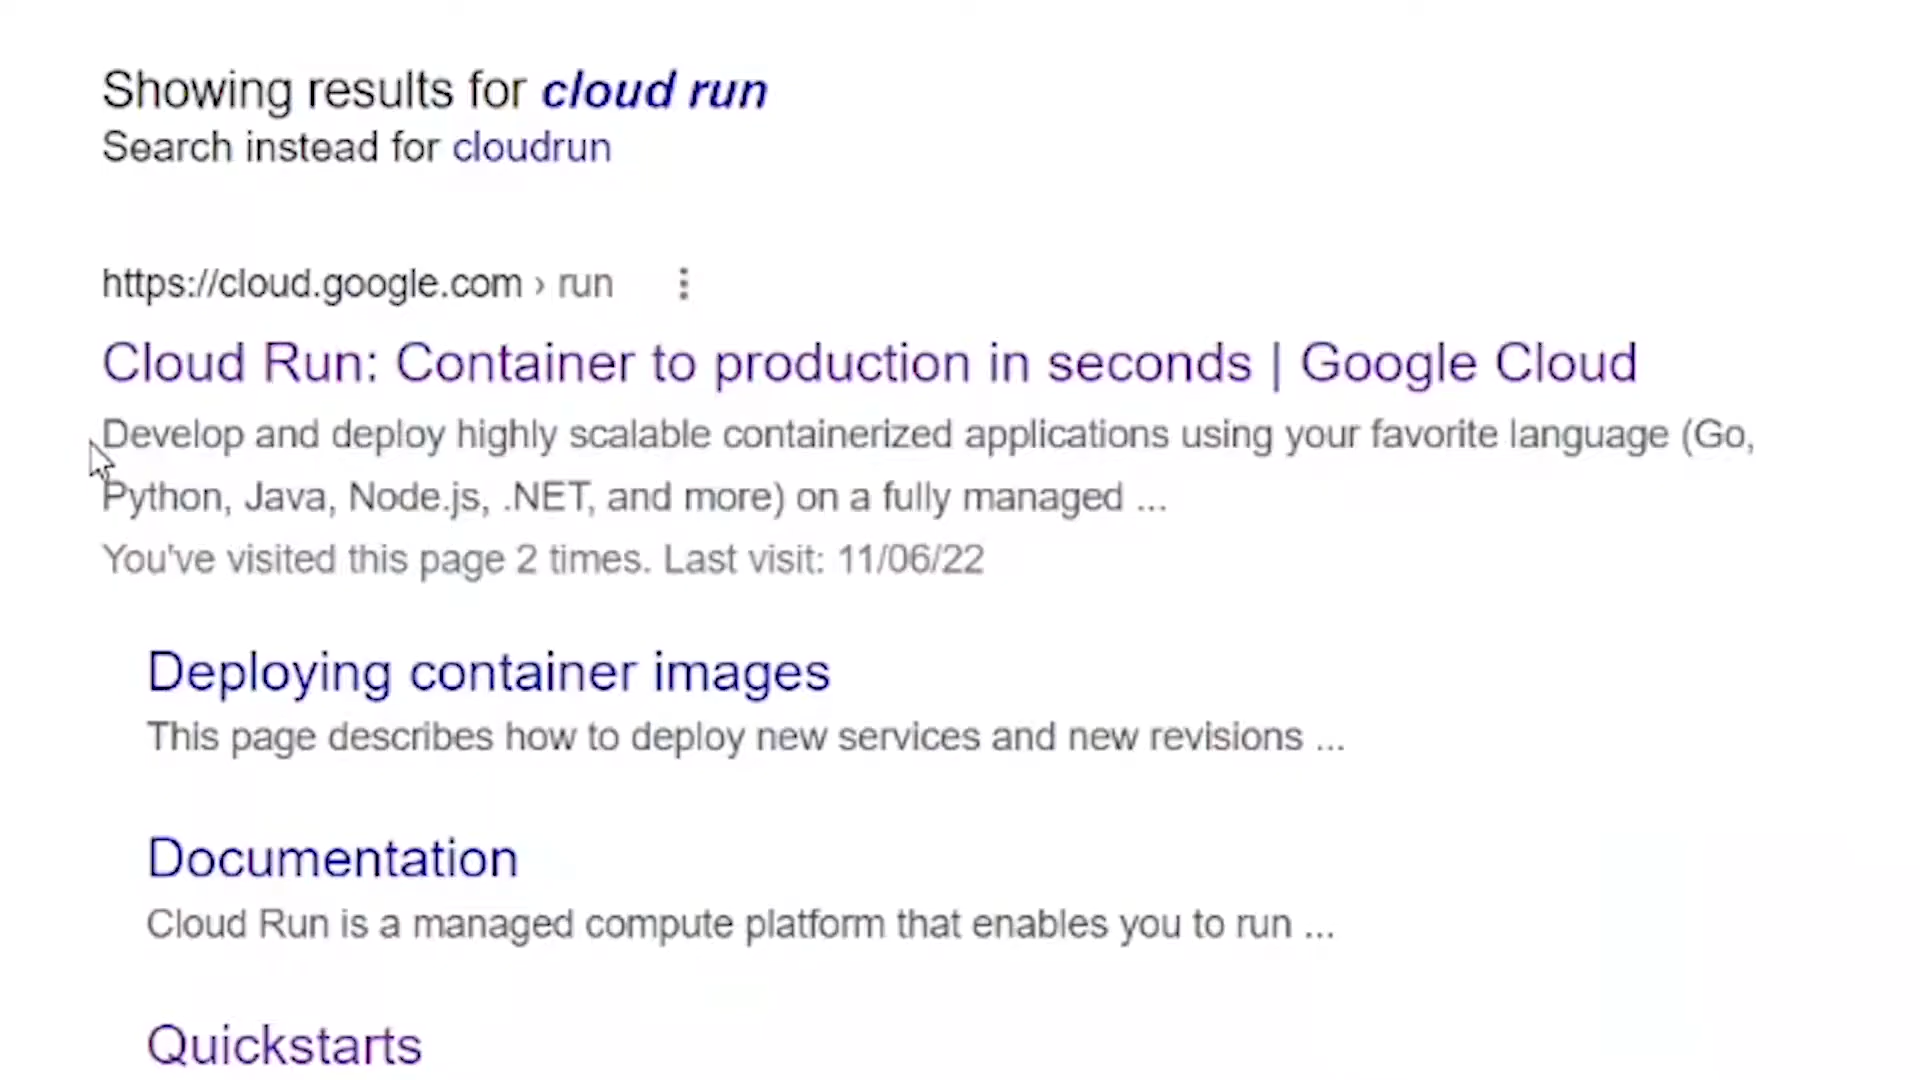 Showing results for cloud run
Search instead for cloudrun
https://cloud.google.com › run
Cloud Run: Container to production in seconds | Google Cloud
Develop and deploy highly scalable containerized applications using your favorite language (Go,
Python, Java, Node.js, .NET, and more) on a fully managed ...
You've visited this page 2 times. Last visit: 11/06/22
Deploying container images
This page describes how to deploy new services and new revisions ...
Documentation
Cloud Run is a managed compute platform that enables you to run ...
Quickstarts